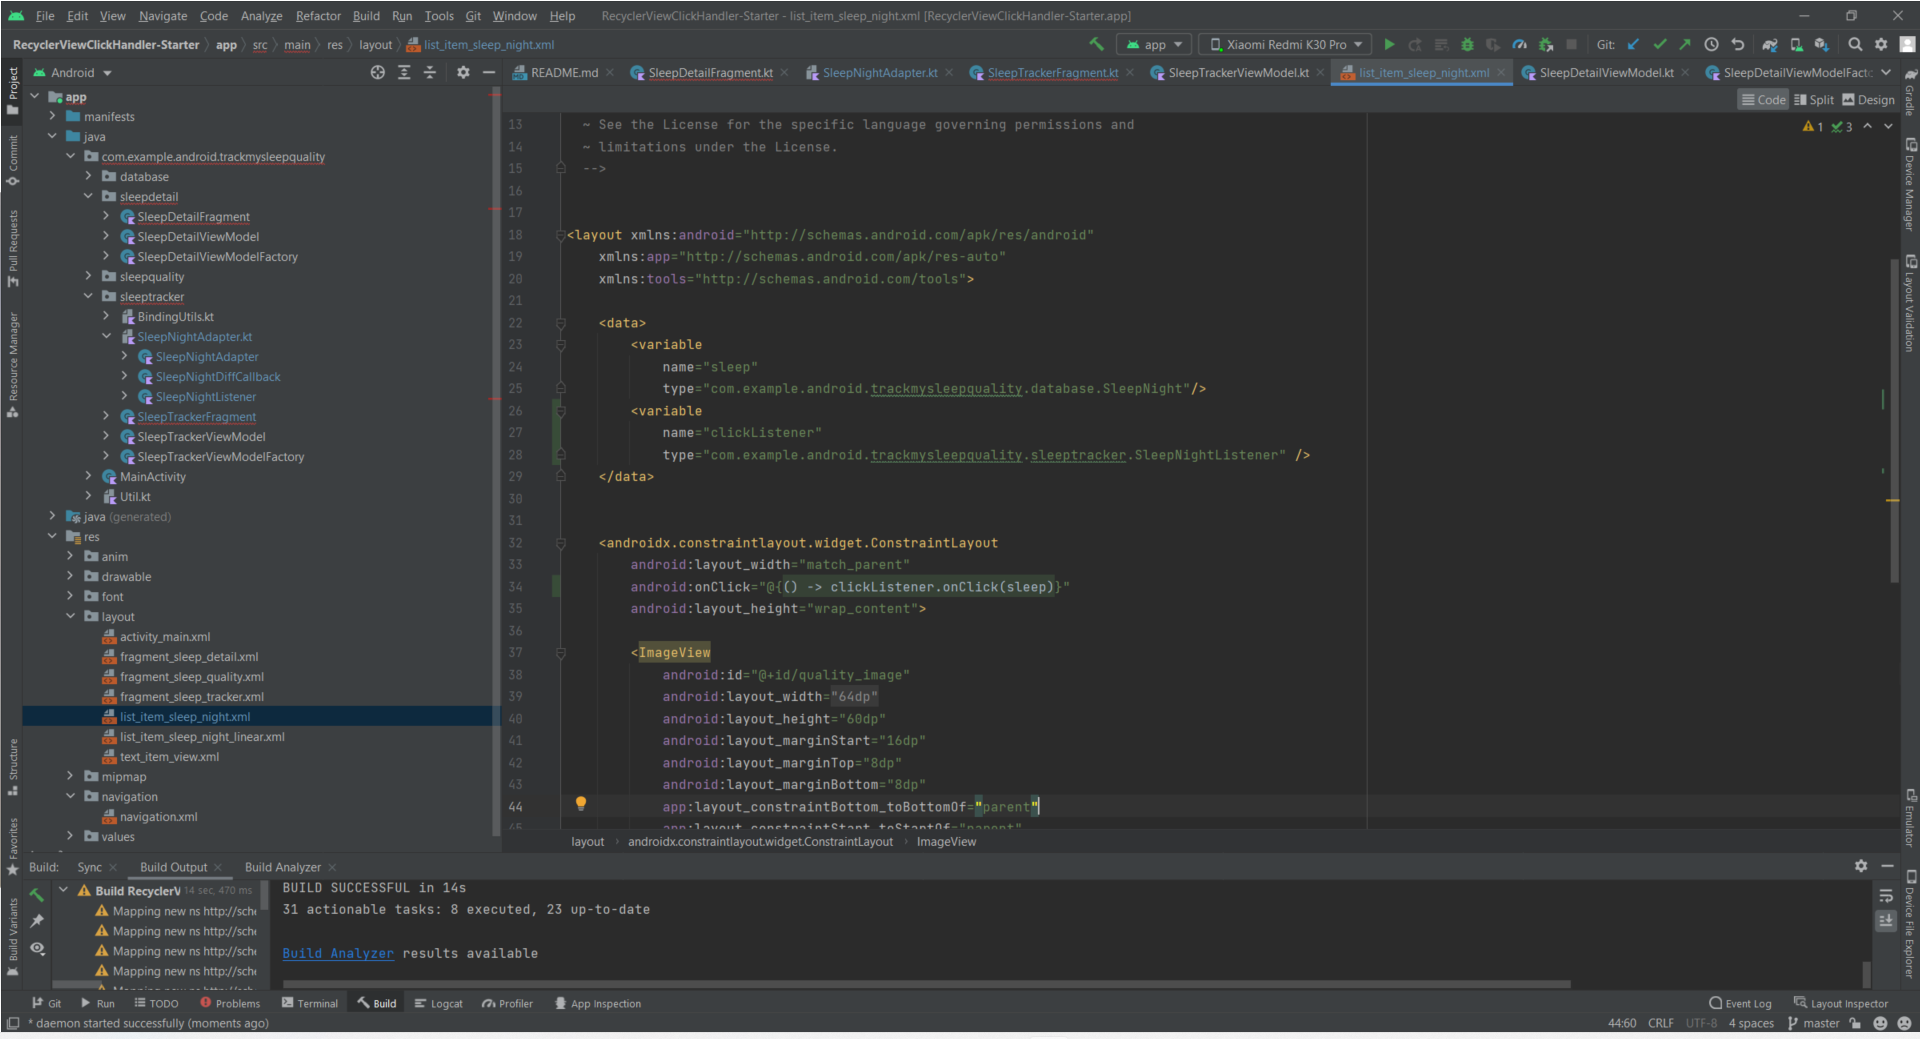 File Edit View Navigate Code Analyze Refactor Build Run Tools Git Window Help RecyclerViewClickHandler-Starter - list_item_sleep_night.xml [RecyclerViewClickHandler-Starter.app]
RecyclerViewClickHandler-Starter app src main res layout list_item_sleep_night.xml app Xiaomi Redmi K30 Pro Git:
Project
Commit
Pull Requests
Resource Manager
Structure
Favorites
Build Variants
Android
app
manifests
java
com.example.android.trackmysleepquality
database
sleepdetail
SleepDetailFragment
SleepDetailViewModel
SleepDetailViewModelFactory
sleepquality
sleeptracker
BindingUtils.kt
SleepNightAdapter.kt
SleepNightAdapter
SleepNightDiffCallback
SleepNightListener
SleepTrackerFragment
SleepTrackerViewModel
SleepTrackerViewModelFactory
MainActivity
Util.kt
java (generated)
res
anim
drawable
font
layout
activity_main.xml
fragment_sleep_detail.xml
fragment_sleep_quality.xml
fragment_sleep_tracker.xml
list_item_sleep_night.xml
list_item_sleep_night_linear.xml
text_item_view.xml
mipmap
navigation
navigation.xml
values
README.md SleepDetailFragment.kt SleepNightAdapter.kt SleepTrackerFragment.kt SleepTrackerViewModel.kt list_item_sleep_night.xml SleepDetailViewModel.kt SleepDetailViewModelFact
Code Split Design
1 3
13 ~ See the License for the specific language governing permissions and
14 ~ limitations under the License.
15 -->
16
17
18 <layout xmlns:android="http://schemas.android.com/apk/res/android"
19 xmlns:app="http://schemas.android.com/apk/res-auto"
20 xmlns:tools="http://schemas.android.com/tools">
21
22 <data>
23 <variable
24 name="sleep"
25 type="com.example.android.trackmysleepquality.database.SleepNight"/>
26 <variable
27 name="clickListener"
28 type="com.example.android.trackmysleepquality.sleeptracker.SleepNightListener" />
29 </data>
30
31
32 <androidx.constraintlayout.widget.ConstraintLayout
33 android:layout_width="match_parent"
34 android:onClick="@{() -> clickListener.onClick(sleep)}"
35 android:layout_height="wrap_content">
36
37 <ImageView
38 android:id="@+id/quality_image"
39 android:layout_width="64dp"
40 android:layout_height="60dp"
41 android:layout_marginStart="16dp"
42 android:layout_marginTop="8dp"
43 android:layout_marginBottom="8dp"
44 app:layout_constraintBottom_toBottomOf="parent"
45 app:layout_constraintStart_toStartOf="parent"
layout androidx.constraintlayout.widget.ConstraintLayout ImageView
Gradle
Device Manager
Layout Validation
Emulator
Device File Explorer
Build: Sync Build Output Build Analyzer
Build RecyclerV 14 sec, 470 ms
Mapping new ns http://sche
Mapping new ns http://sche
Mapping new ns http://sche
Mapping new ns http://sche
BUILD SUCCESSFUL in 14s
31 actionable tasks: 8 executed, 23 up-to-date
Build Analyzer results available
Git Run TODO Problems Terminal Build Logcat Profiler App Inspection Event Log Layout Inspector
* daemon started successfully (moments ago) 44:60 CRLF UTF-8 4 spaces master